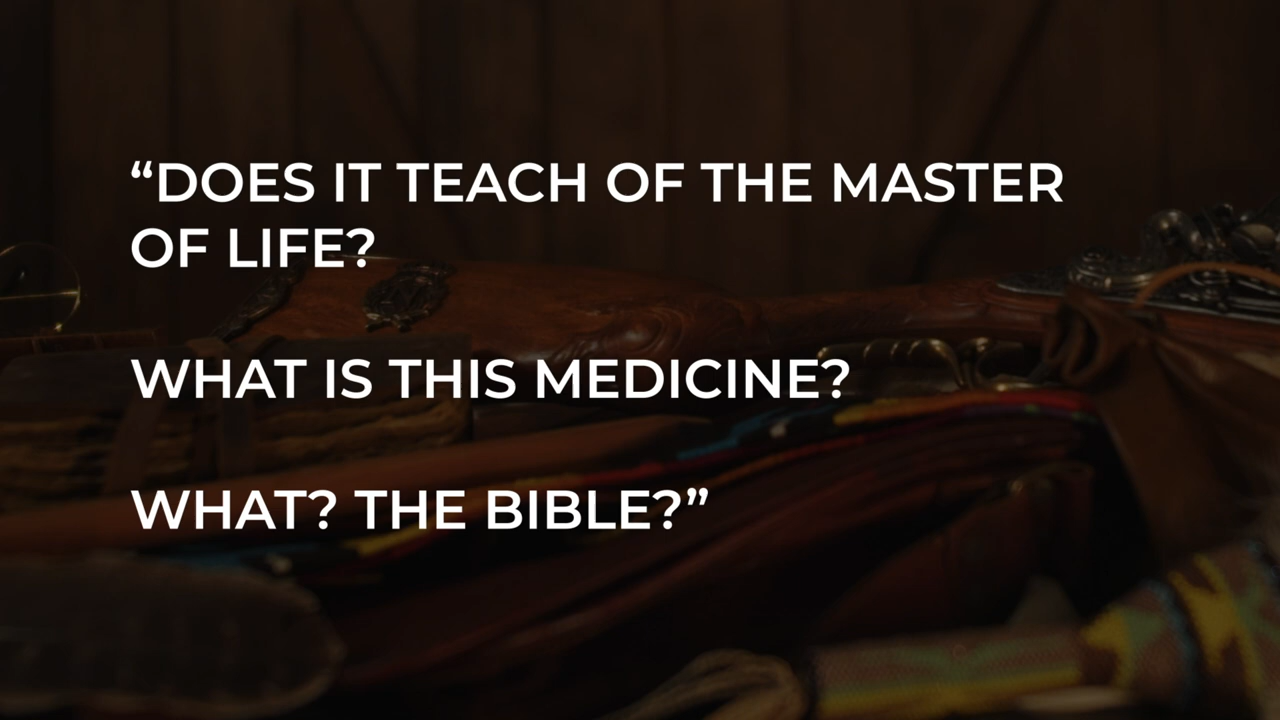 “DOES IT TEACH OF THE MASTER
OF LIFE?
WHAT IS THIS MEDICINE?
WHAT? THE BIBLE?”